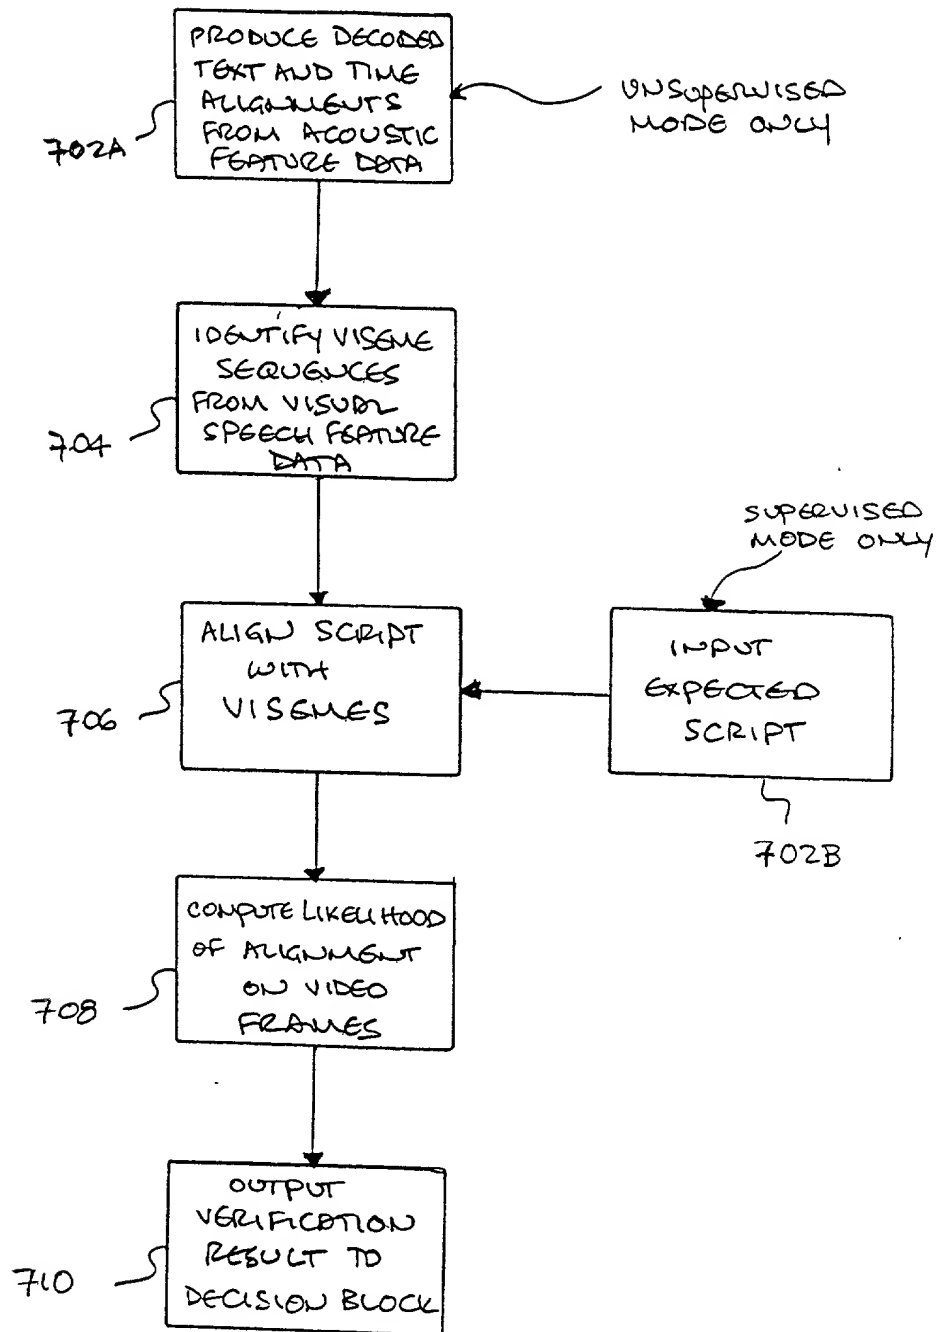 PRODUCE DECODED
TEXT AND TIME
ALIGNMENTS
FROM ACOUSTIC
FEATURE DATA
702A
UNSUPERVISED
MODE ONLY
IDENTIFY VISEME
SEQUENCES
FROM VISUAL
SPEECH FEATURE
DATA
704
SUPERVISED
MODE ONLY
ALIGN SCRIPT
WITH
VISEMES
706
INPUT
EXPECTED
SCRIPT
702B
COMPUTE LIKELIHOOD
OF ALIGNMENT
ON VIDEO
FRAMES
708
OUTPUT
VERIFICATION
RESULT TO
DECISION BLOCK
710